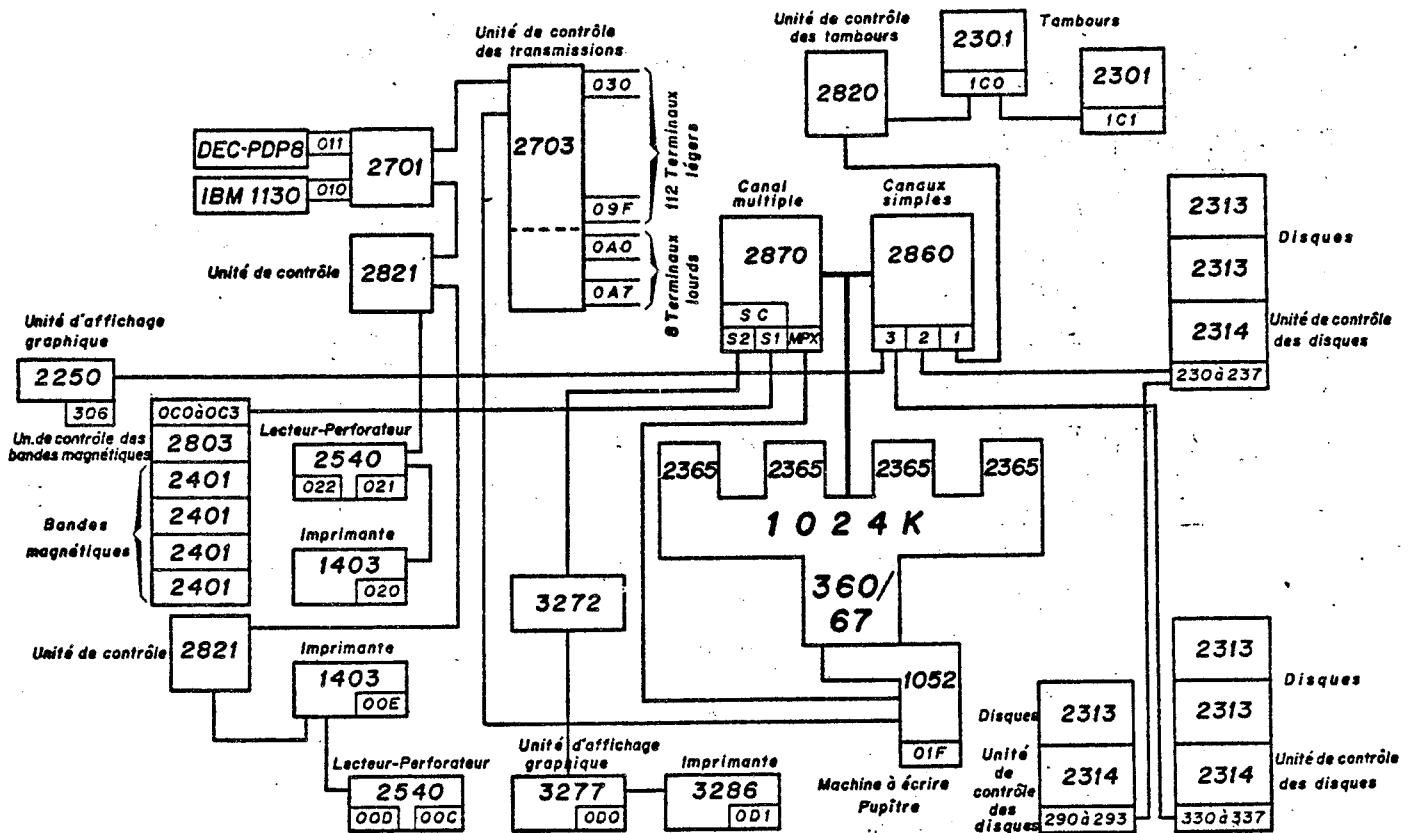 Unité de contrôle
des transmissions
030
2703
09F
0A0
0A7
112 Terminaux
légers
8 Terminaux
lourds
DEC-PDP8
011
IBM 1130
010
2701
Unité de contrôle
2821
Unité de contrôle
des tambours
2820
Tambours
2301
1C0
2301
1C1
Canal
multiple
2870
SC
S2
S1
MPX
Canaux
simples
2860
3
2
1
2313
Disques
2313
2314
Unité de contrôle
des disques
230 à 237
Unité d'affichage
graphique
2250
306
0C0 à 0C3
Un. de contrôle des
bandes magnétiques
2803
2401
2401
2401
2401
Bandes
magnétiques
Lecteur-Perforateur
2540
022
021
Imprimante
1403
020
2365
2365
2365
2365
1024K
360/
67
3272
Unité de contrôle
2821
Imprimante
1403
00E
Lecteur-Perforateur
2540
00D
00C
Unité d'affichage
graphique
3277
0D0
Imprimante
3286
0D1
1052
01F
Machine à écrire
Pupître
Disques
2313
Unité
de
contrôle
des
disques
2314
290 à 293
2313
Disques
2313
2314
Unité de contrôle
des disques
330 à 337